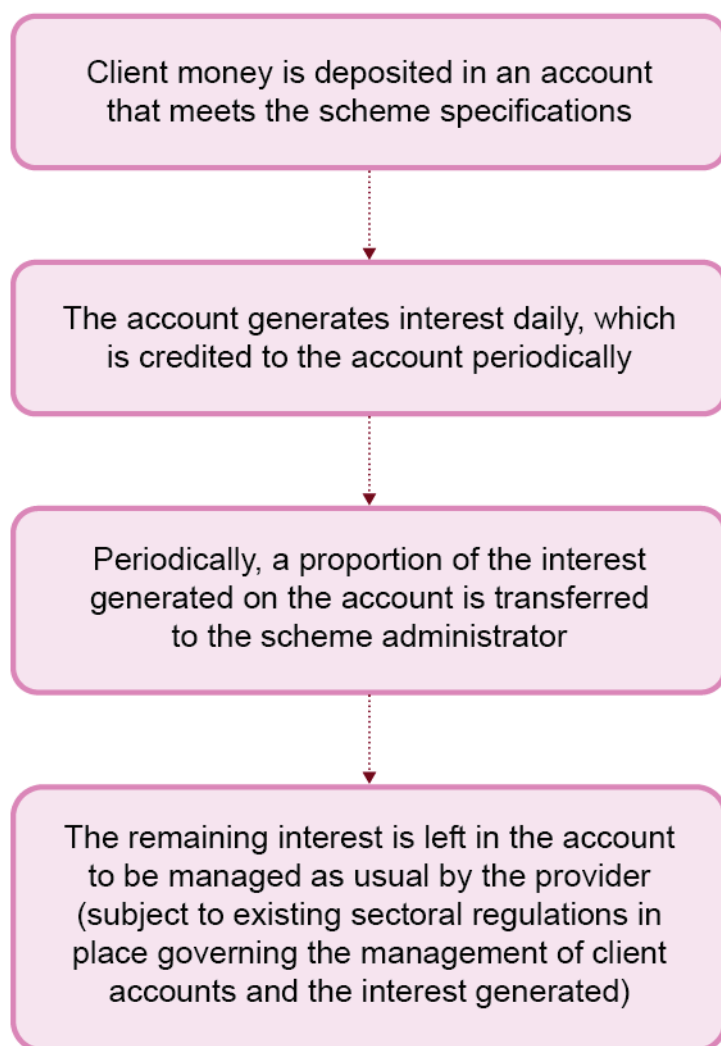 Client money is deposited in an account
that meets the scheme specifications
The account generates interest daily, which
is credited to the account periodically
Periodically, a proportion of the interest
generated on the account is transferred
to the scheme administrator
The remaining interest is left in the account
to be managed as usual by the provider
(subject to existing sectoral regulations in
place governing the management of client
accounts and the interest generated)